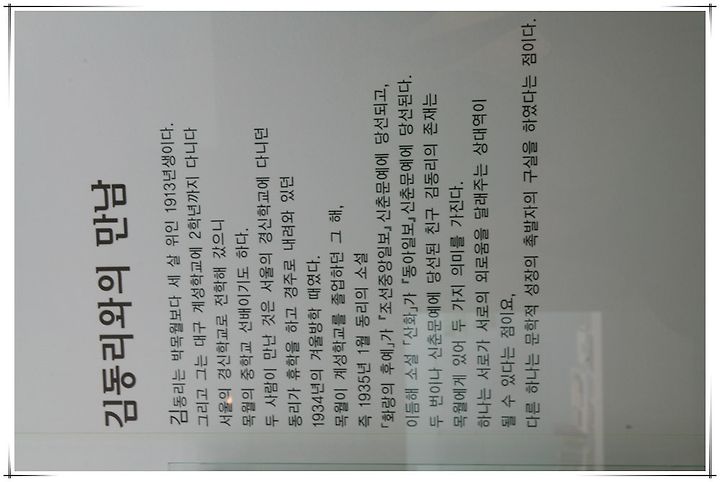 김동리와의 만남
김동리는 박목월보다 세 살 위인 1913년생이다.
그리고 그는 대구 계성학교에 2학년까지 다니다
서울의 경신학교로 전학해 갔으니
목월의 중학교 선배이기도 하다.
두 사람이 만난 것은 서울의 경신학교에 다니던
동리가 휴학을 하고 경주로 내려와 있던
1934년의 겨울방학 때였다.
목월이 계성학교를 졸업하던 그 해,
즉 1935년 1월 동리의 소설
「화랑의 후예」가 『조선중앙일보』 신춘문예에 당선되고,
이듬해 소설 「산화」가 『동아일보』 신춘문예에 당선된다.
두 번이나 신춘문예에 당선된 친구 김동리의 존재는
목월에게 있어 두 가지 의미를 가진다.
하나는 서로가 서로의 외로움을 달래주는 상대역이
될 수 있다는 점이요,
다른 하나는 문학적 성장의 촉발자의 구실을 하였다는 점이다.